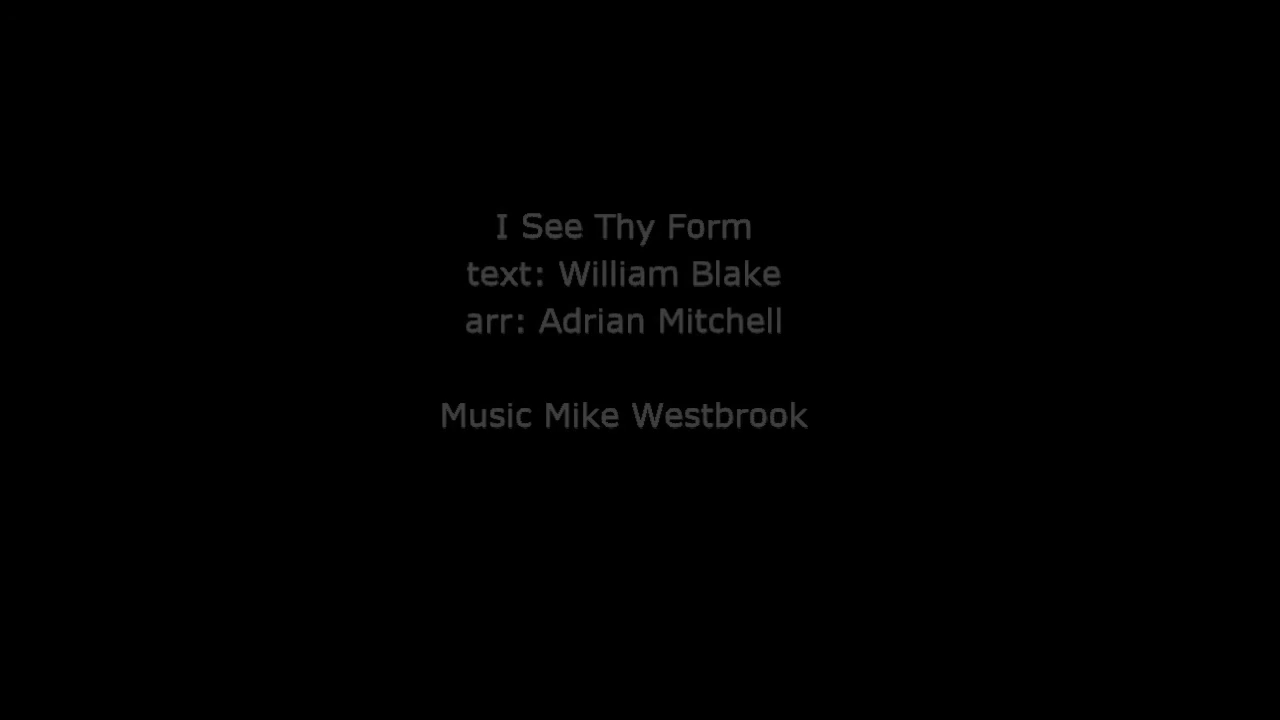 I See Thy Form
text: William Blake
arr: Adrian Mitchell
Music Mike Westbrook